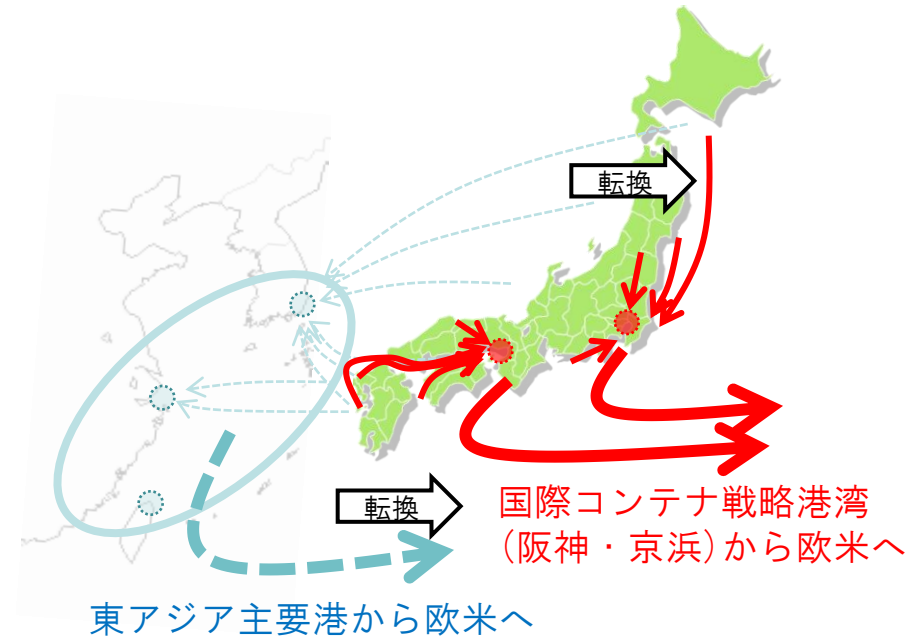 転換
転換
国際コンテナ戦略港湾
(阪神・京浜)から欧米へ
東アジア主要港から欧米へ